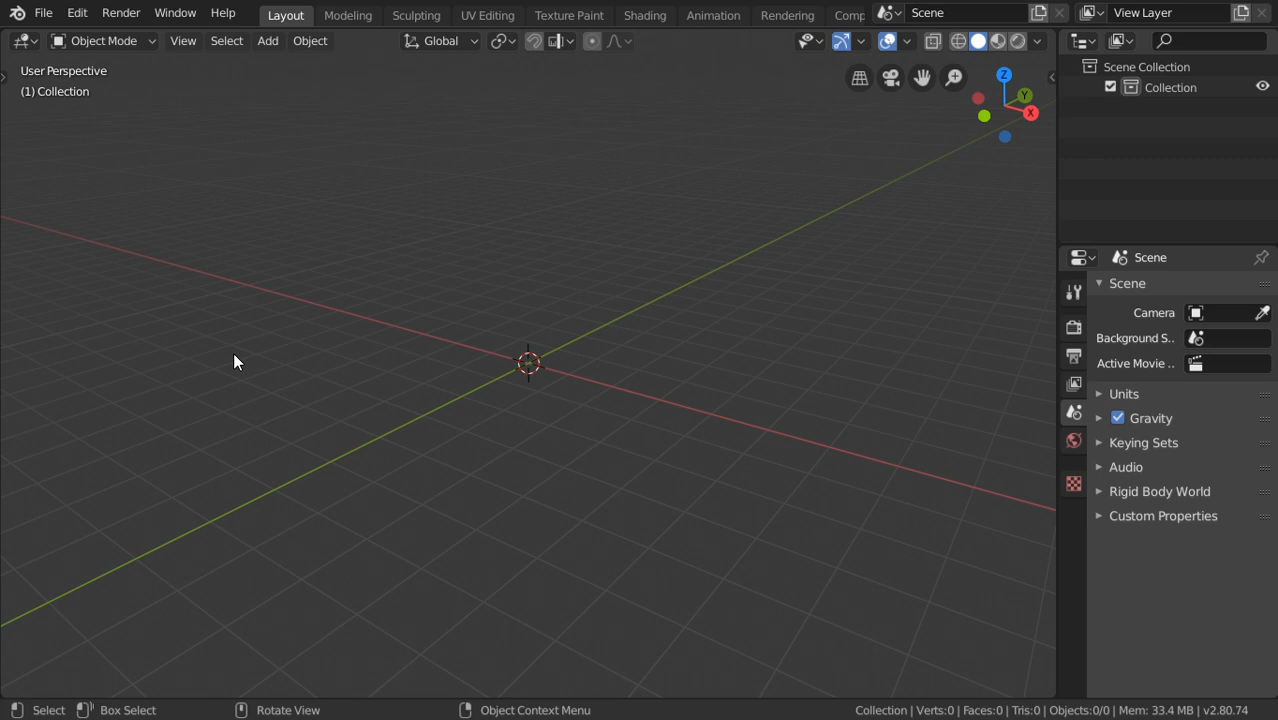 File Edit Render Window Help Layout Modeling Sculpting UV Editing Texture Paint Shading Animation Rendering Comp Scene View Layer
Object Mode View Select Add Object Global
User Perspective
(1) Collection
Z
Y
X
Scene Collection
Collection
Scene
Scene
Camera
Background S..
Active Movie ..
Units
Gravity
Keying Sets
Audio
Rigid Body World
Custom Properties
Select Box Select Rotate View Object Context Menu Collection | Verts:0 | Faces:0 | Tris:0 | Objects:0/0 | Mem: 33.4 MB | v2.80.74